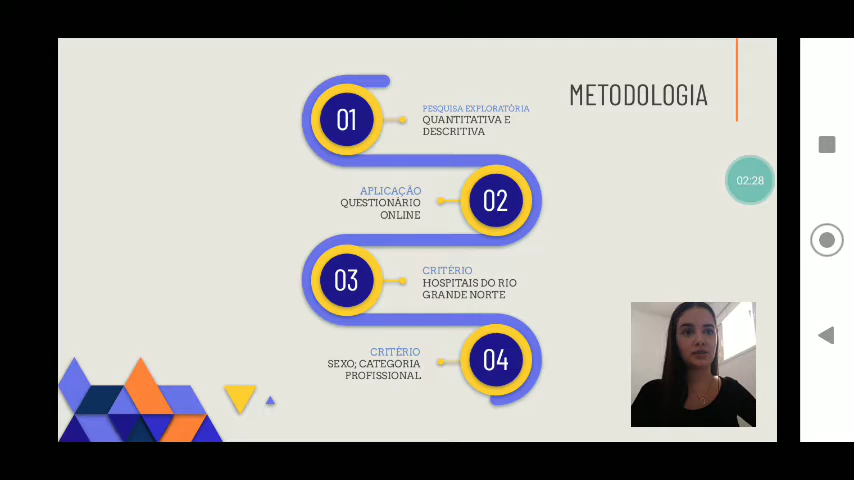 METODOLOGIA
01
PESQUISA EXPLORATÓRIA
QUANTITATIVA E
DESCRITIVA
02:28
APLICAÇÃO
QUESTIONÁRIO
ONLINE
02
03
CRITÉRIO
HOSPITAIS DO RIO
GRANDE NORTE
CRITÉRIO
SEXO; CATEGORIA
PROFISSIONAL
04